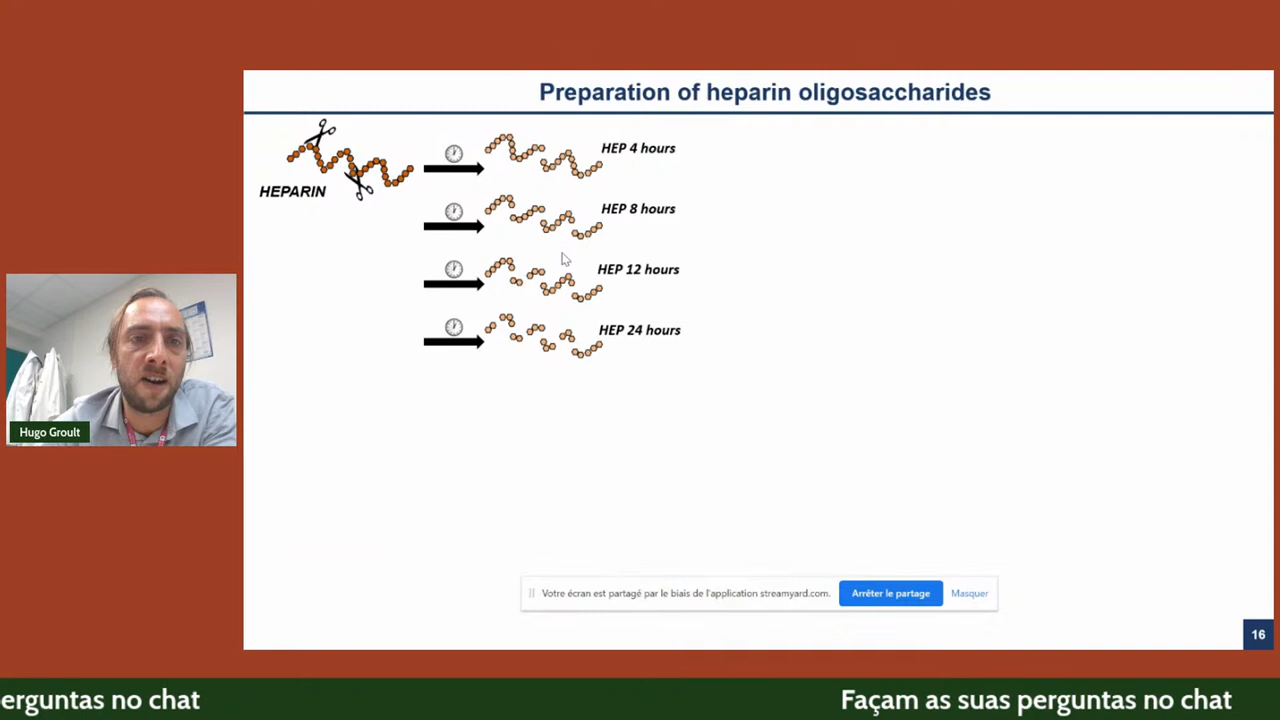 Preparation of heparin oligosaccharides
HEPARIN
HEP 4 hours
HEP 8 hours
HEP 12 hours
HEP 24 hours
Hugo Groult
Votre écran est partagé par le biais de l'application streamyard.com.
Arrêter le partage
Masquer
16
perguntas no chat
Façam as suas perguntas no chat